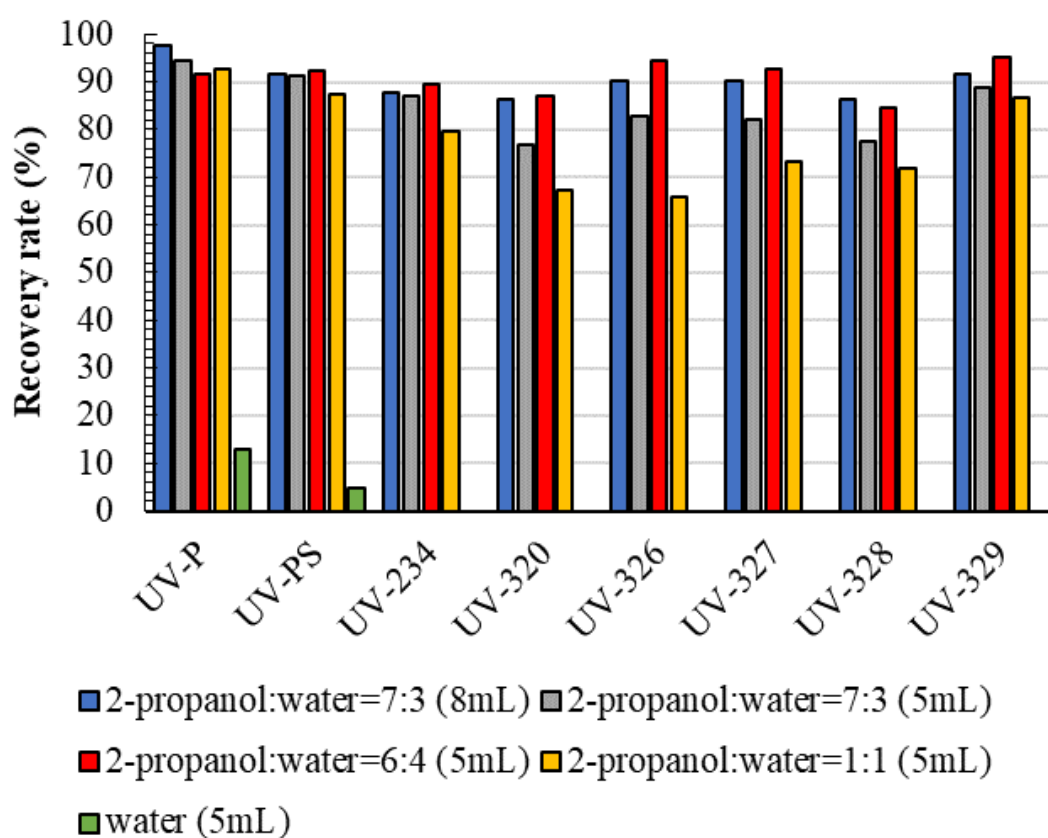 Recovery rate (%)
100
90
80
70
60
50
40
30
20
10
0
UV-P
UV-PS
UV-234
UV-320
UV-326
UV-327
UV-328
UV-329
2-propanol:water=7:3 (8mL)
2-propanol:water=7:3 (5mL)
2-propanol:water=6:4 (5mL)
2-propanol:water=1:1 (5mL)
water (5mL)